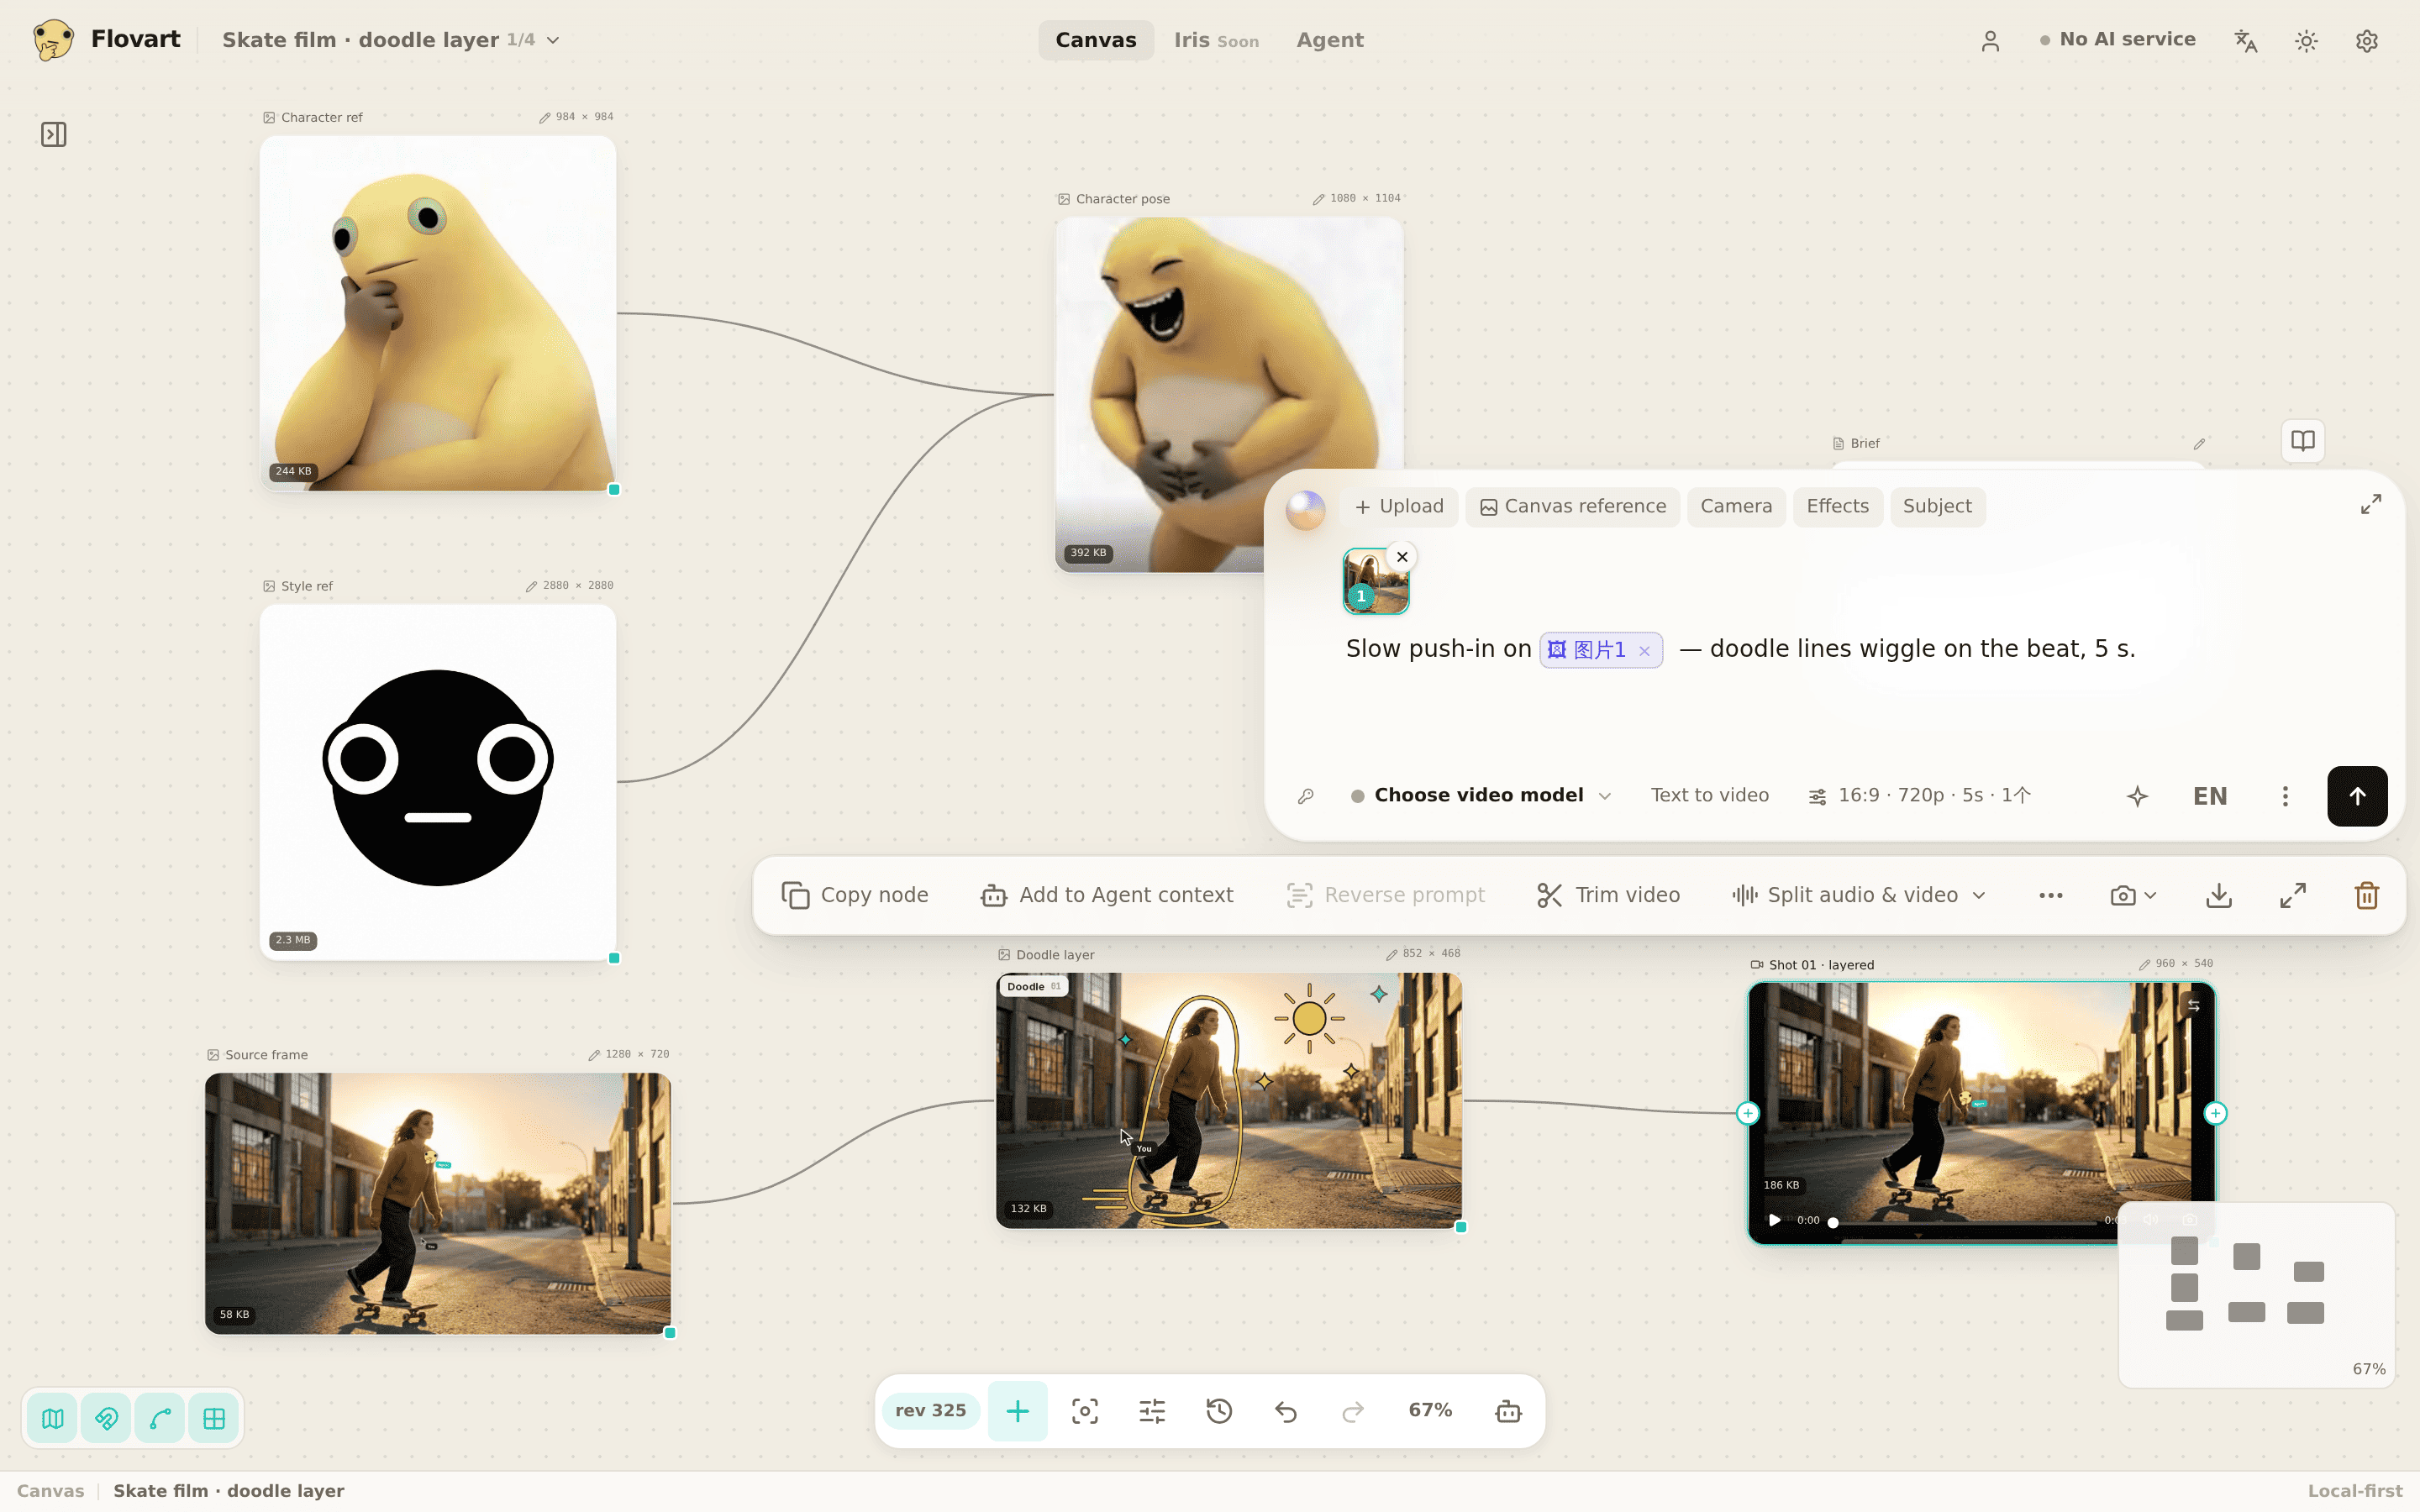 Flovart
Skate film · doodle layer 1/4
Canvas
Iris Soon
Agent
No AI service
Character ref
984 × 984
244 KB
Character pose
1080 × 1104
392 KB
Brief
Style ref
2880 × 2880
2.3 MB
Upload
Canvas reference
Camera
Effects
Subject
1
Slow push-in on 图片1 × — doodle lines wiggle on the beat, 5 s.
Choose video model
Text to video
16:9 · 720p · 5s · 1个
EN
Copy node
Add to Agent context
Reverse prompt
Trim video
Split audio & video
Doodle layer
852 × 468
Doodle 01
You
132 KB
Shot 01 · layered
960 × 540
186 KB
0:00
Source frame
1280 × 720
You
58 KB
67%
rev 325
67%
Canvas
Skate film · doodle layer
Local-first